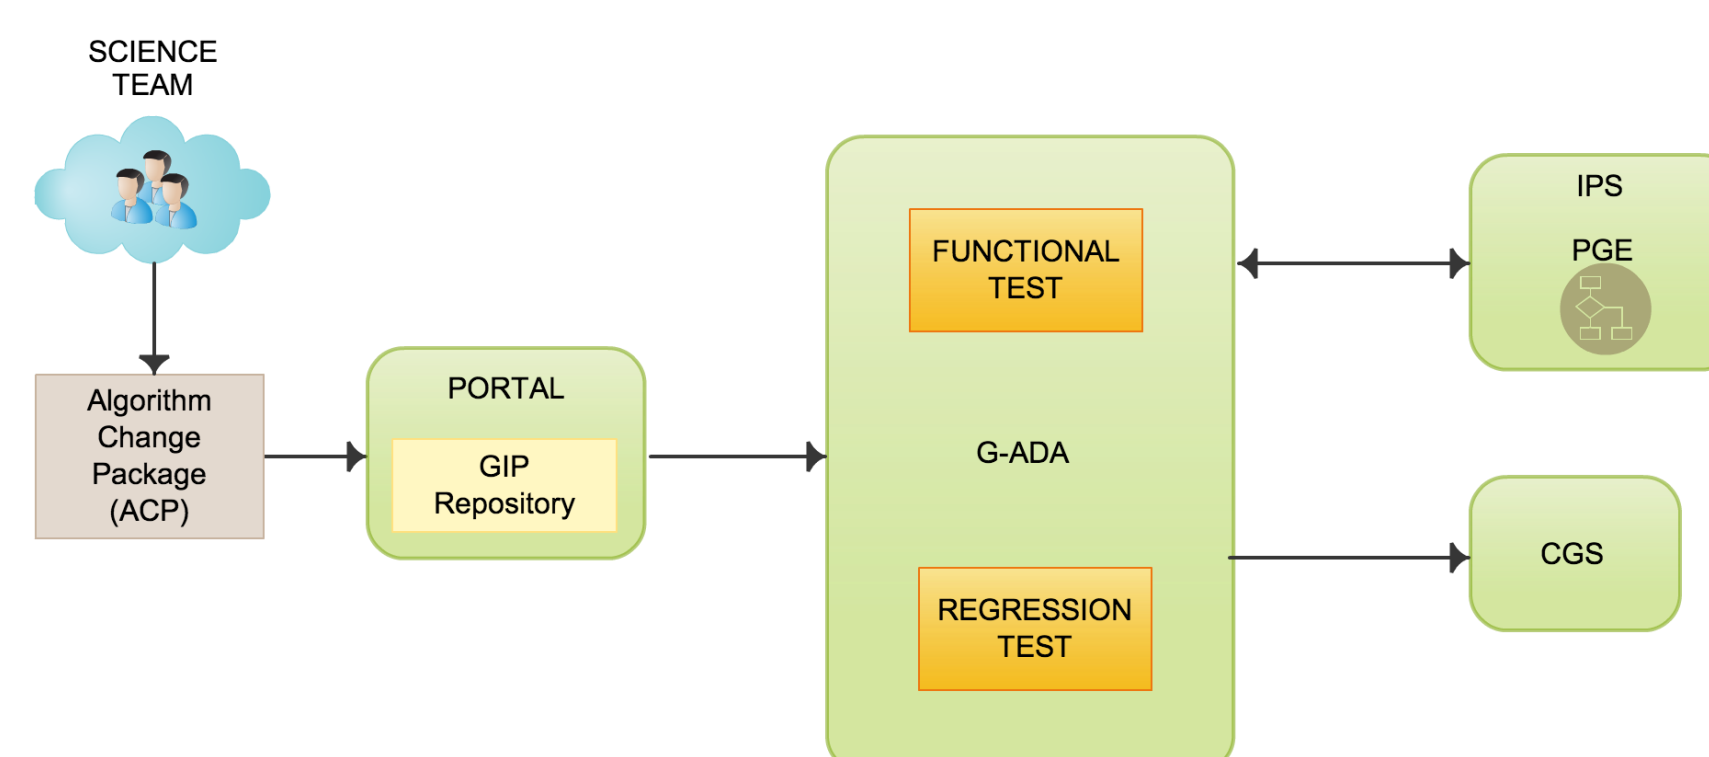 SCIENCE
TEAM
Algorithm
Change
Package
(ACP)
PORTAL
GIP
Repository
FUNCTIONAL
TEST
G-ADA
REGRESSION
TEST
IPS
PGE
CGS